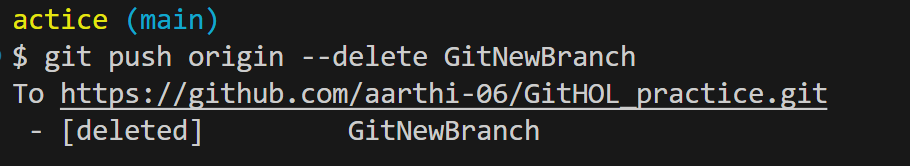 actice (main)
$ git push origin --delete GitNewBranch
To https://github.com/aarthi-06/GitHOL_practice.git
 - [deleted]         GitNewBranch